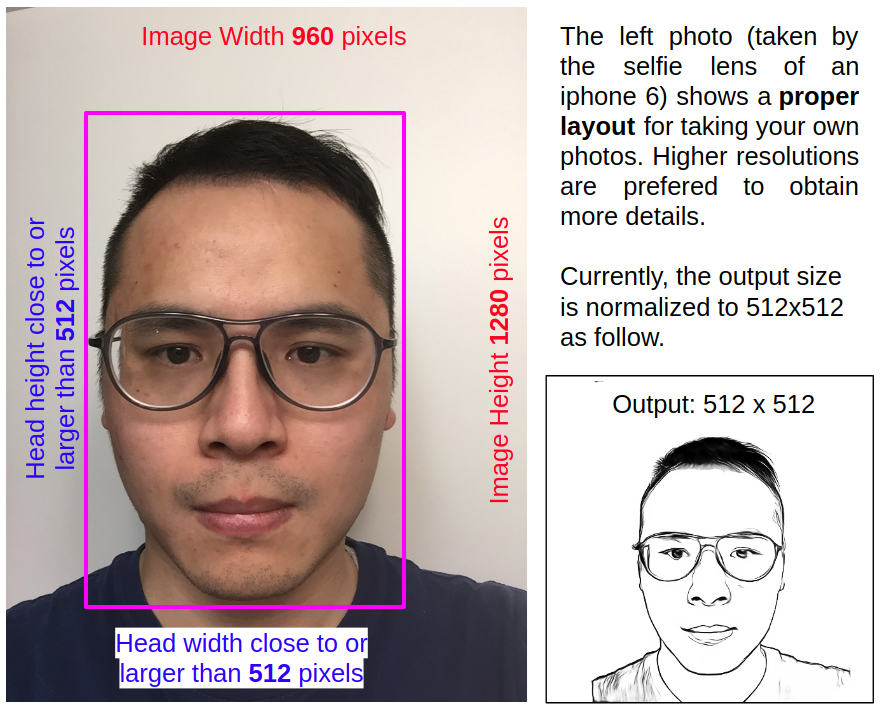 Image Width 960 pixels
Head height close to or
larger than 512 pixels
Image Height 1280 pixels
Head width close to or
larger than 512 pixels
The left photo (taken by
the selfie lens of an
iphone 6) shows a proper
layout for taking your own
photos. Higher resolutions
are prefered to obtain
more details.
Currently, the output size
is normalized to 512x512
as follow.
Output: 512 x 512